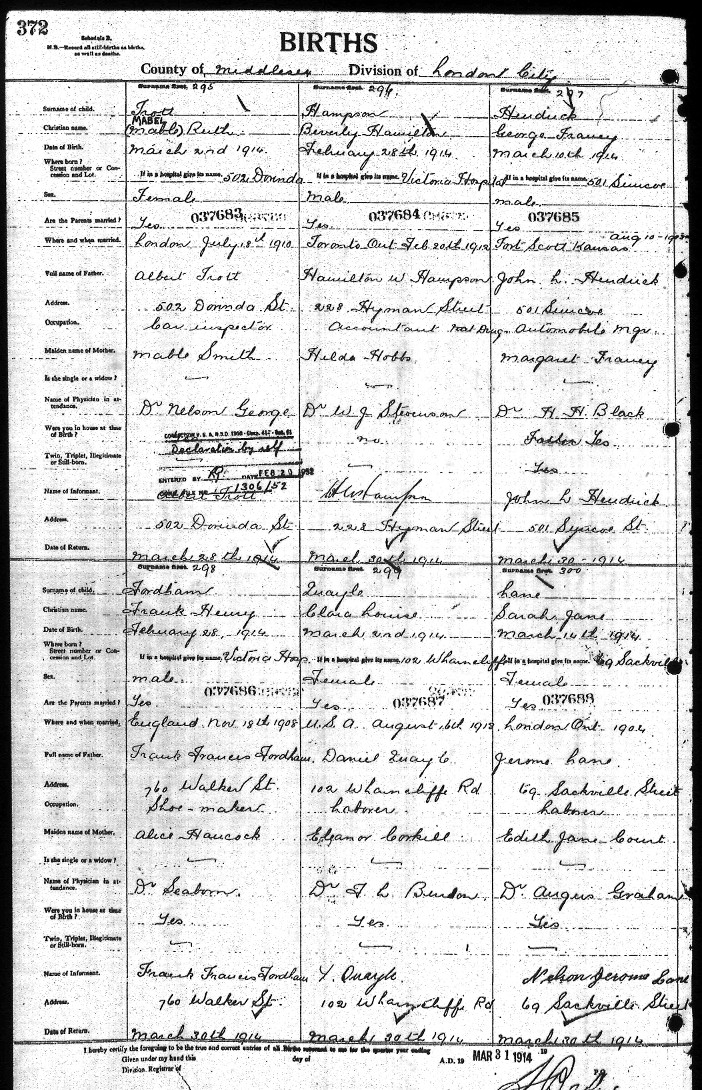 372
Schedule B.
N.B.—Record all still-births as births,
as well as deaths.
BIRTHS
County of Middlesex Division of London City
295 296 297
Surname of child. Trott Hampson Hendrick
MABEL
Christian name. (Mable) Ruth Beverly Hamilton George Francy
Date of Birth. March 2nd 1914 February 28th 1914 March 10th 1914
Where born?
Street number or Concession and Lot. If in a hospital give its name. 502 Dorinda If in a hospital give its name. Victoria Hospital If in a hospital give its name. 501 Simcoe
Sex. Female Male male
037683 037684 037685
Are the Parents married? Yes Yes Yes
Where and when married. London July 18th 1910 Toronto Ont Feb 20th 1912 Fort Scott Kansas Aug 10
Full name of Father. Albert Trott Hamilton W Hampson John L. Hendrick
Address. 502 Dorinda St. 228 Hyman Street 501 Simcoe
Occupation. Car inspector Accountant Automobile Mgr.
Maiden name of Mother. Mable Smith Hilda Hobbs Margaret Francy
Is she single or a widow?
Name of Physician in attendance. Dr Nelson George Dr W J Stevenson Dr H H Black
Were you in house at time of Birth? no. Father Yes
Declaration by self
Twin, Triplet, Illegitimate or Still-born. Yes
ENTERED BY DATE FEB 20 1952
1306/52
Name of Informant. Albert Trott HW Hampson John L Hendrick
Address. 502 Dorinda St. 228 Hyman Street 501 Simcoe St.
Date of Return. March 28th 1914 March 30th 1914 March 30 - 1914
298 299 300
Surname of child. Fordham Quayle Lane
Christian name. Frank Henry Clara Louise Sarah Jane
Date of Birth. February 28, 1914 March 2nd 1914 March 14th 1914
Where born?
Street number or Concession and Lot. If in a hospital give its name. Victoria Hosp. If in a hospital give its name. 102 Wharncliffe If in a hospital give its name. 69 Sackville
Sex. male Female Female
037686 037687 037688
Are the Parents married? Yes Yes Yes
Where and when married. England. Nov 18th 1908 U.S.A. August 16th 1912 London Ont 1904
Full name of Father. Frank Francis Fordham Daniel Quayle Jerome Lane
Address. 760 Walker St. 102 Wharncliffe Rd 69 Sackville Street
Occupation. Shoe-maker Laborer Laborer
Maiden name of Mother. Alice Haucock Eleanor Corkill Edith Jane Court
Is she single or a widow?
Name of Physician in attendance. Dr Seaborn. Dr Dr Angus Graham
Were you in house at time of Birth? Yes Yes Yes
Twin, Triplet, Illegitimate or Still-born.
Name of Informant. Frank Francis Fordham Quayle Nelson Jerome Lane
Address. 760 Walker St. 102 Wharncliffe Rd 69 Sackville Street
Date of Return. March 30th 1914 March 30th 1914 March 30th 1914
I hereby certify the foregoing to be the true and correct entries of all Births returned to me for the quarter year ending
Given under my hand this day of A.D. 19 MAR 31 1914
Division Registrar of